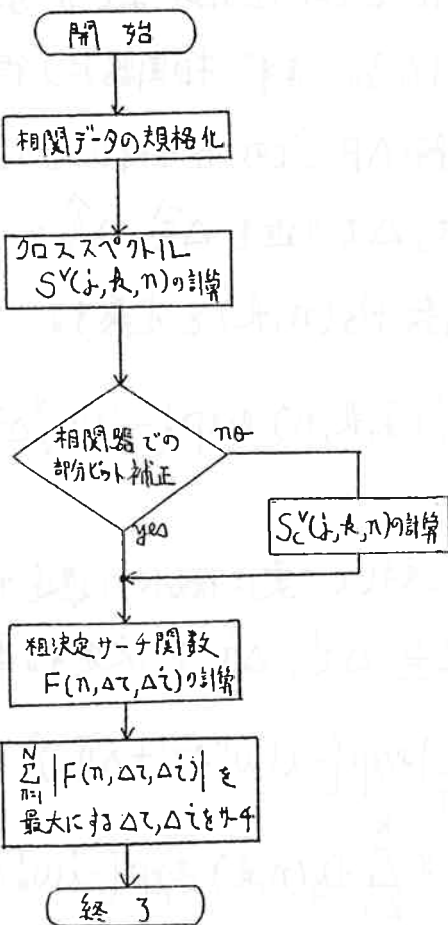 開 始
相関データの規格化
クロススペクトル
S^V(j,k,n)の計算
相関器での
部分ビット補正
no
yes
S_C^V(j,k,n)の計算
粗決定サーチ関数
F(n,Δτ,Δτ̇)の計算
N
Σ |F(n,Δτ,Δτ̇)| を
n=1
最大にするΔτ,Δτ̇をサーチ
終 了